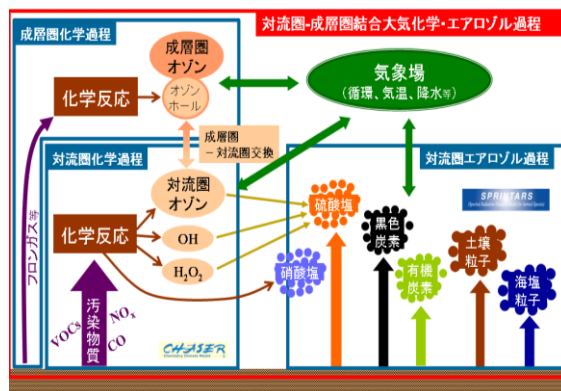 対流圏-成層圏結合大気化学・エアロゾル過程
成層圏化学過程
成層圏
オゾン
オゾン
ホール
化学反応
気象場
(循環、気温、降水等)
成層圏
－対流圏交換
対流圏化学過程
対流圏エアロゾル過程
対流圏
オゾン
化学反応
OH
H₂O₂
硫酸塩
硝酸塩
黒色
炭素
有機
炭素
土壌
粒子
海塩
粒子
SPRINTARS
フロンガス等
汚染物質
VOCs
NOₓ
CO
CHASER